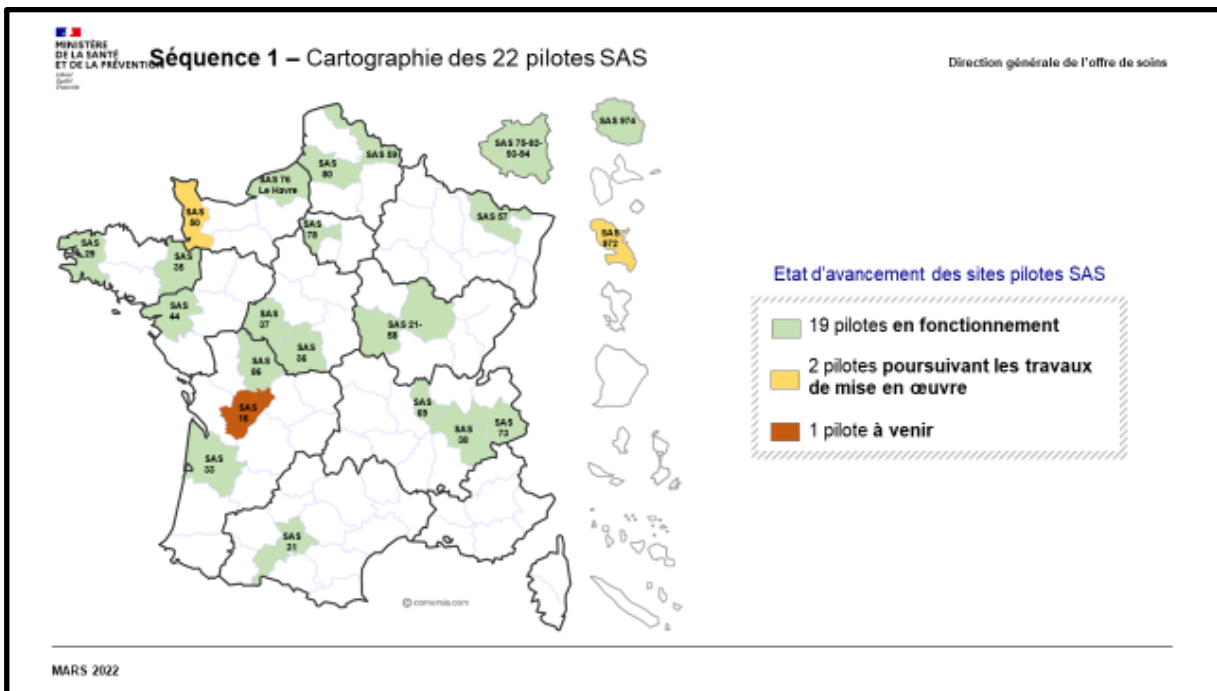 MINISTÈRE
DE LA SANTÉ
ET DE LA PRÉVENTION
Liberté
Égalité
Fraternité
Séquence 1 – Cartographie des 22 pilotes SAS
Direction générale de l'offre de soins
SAS 974
SAS 75-92-
93-94
SAS 59
SAS
80
SAS 76
Le Havre
SAS 57
SAS
50
SAS
78
SAS
972
SAS
29
SAS
35
SAS
44
SAS
37
SAS 21-
58
SAS
36
SAS
86
SAS
16
SAS
69
SAS
38
SAS
73
SAS
33
SAS
31
Etat d'avancement des sites pilotes SAS
19 pilotes en fonctionnement
2 pilotes poursuivant les travaux
de mise en œuvre
1 pilote à venir
© comersis.com
MARS 2022